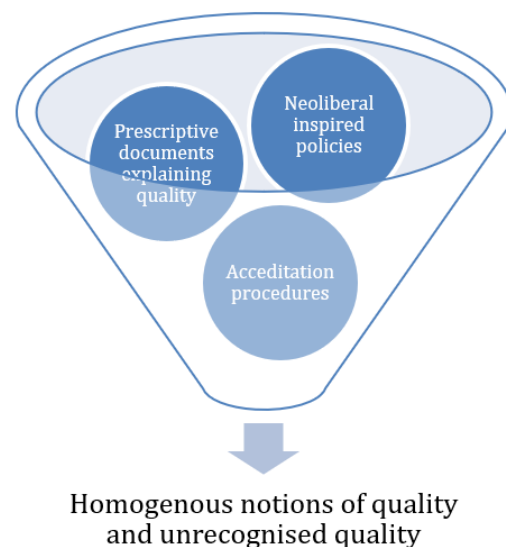 Neoliberal
inspired
policies
Prescriptive
documents
explaining
quality
Acceditation
procedures
Homogenous notions of quality
and unrecognised quality